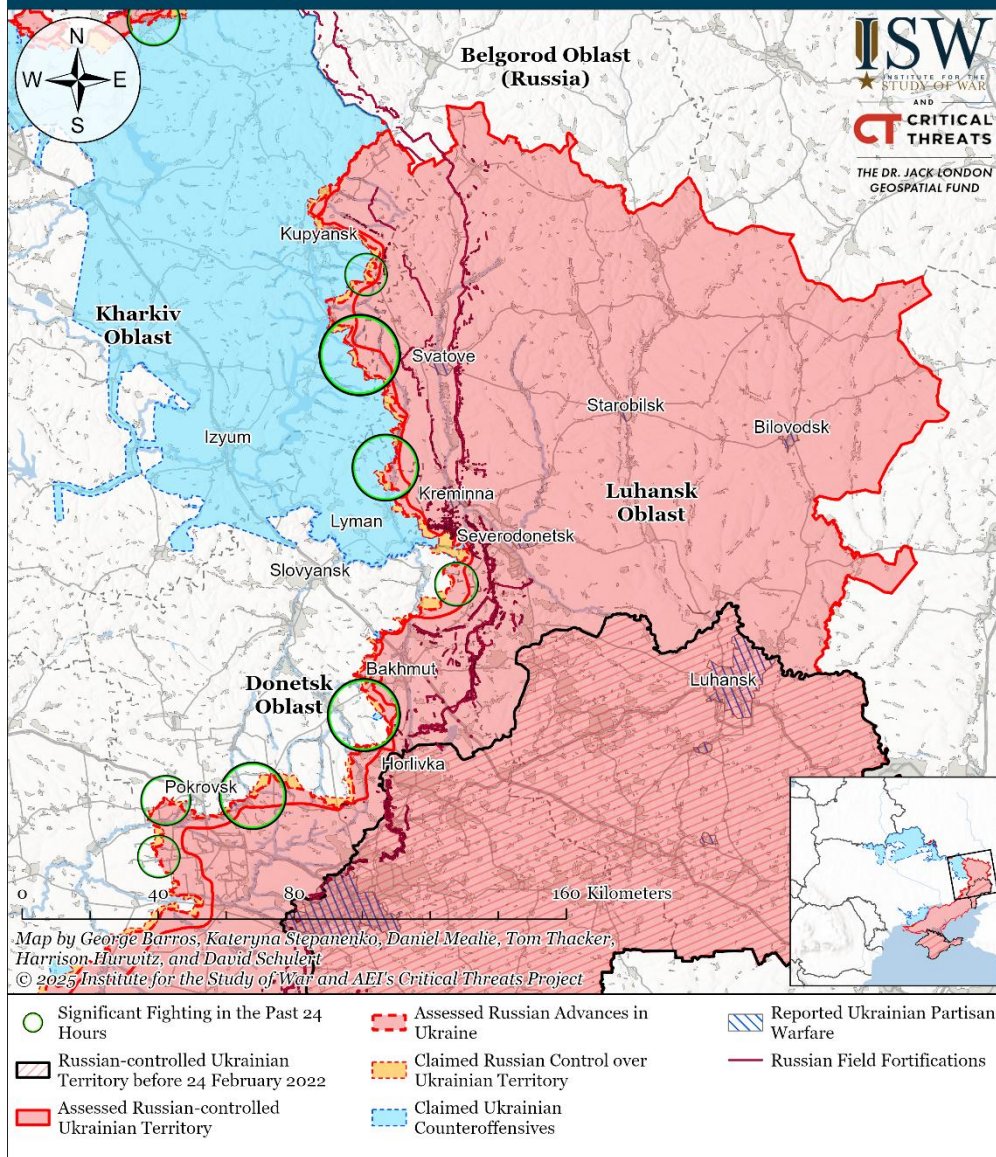 N
W
E
S
Belgorod Oblast
(Russia)
ISW
INSTITUTE FOR THE
STUDY OF WAR
AND
CT CRITICAL
THREATS
THE DR. JACK LONDON
GEOSPATIAL FUND
Kupyansk
Kharkiv
Oblast
Svatove
Starobilsk
Bilovodsk
Izyum
Kreminna
Luhansk
Oblast
Lyman
Severodonetsk
Slovyansk
Bakhmut
Luhansk
Donetsk
Oblast
Horlivka
Pokrovsk
0
40
80
160 Kilometers
Map by George Barros, Kateryna Stepanenko, Daniel Mealie, Tom Thacker,
Harrison Hurwitz, and David Schulert
© 2025 Institute for the Study of War and AEI's Critical Threats Project
Significant Fighting in the Past 24
Hours
Russian-controlled Ukrainian
Territory before 24 February 2022
Assessed Russian-controlled
Ukrainian Territory
Assessed Russian Advances in
Ukraine
Claimed Russian Control over
Ukrainian Territory
Claimed Ukrainian
Counteroffensives
Reported Ukrainian Partisan
Warfare
Russian Field Fortifications